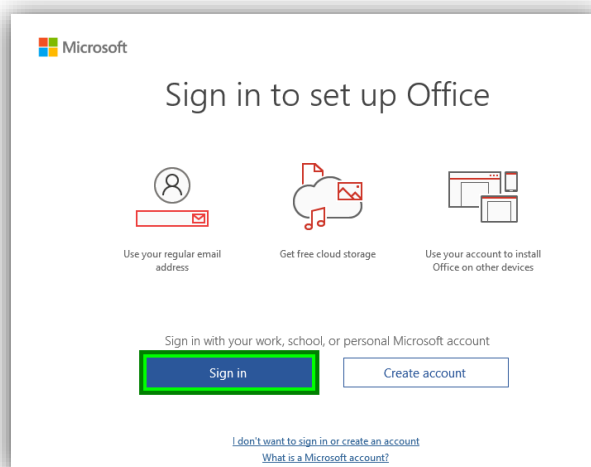 Microsoft
Sign in to set up Office
Use your regular email
address
Get free cloud storage
Use your account to install
Office on other devices
Sign in with your work, school, or personal Microsoft account
Sign in
Create account
I don't want to sign in or create an account
What is a Microsoft account?